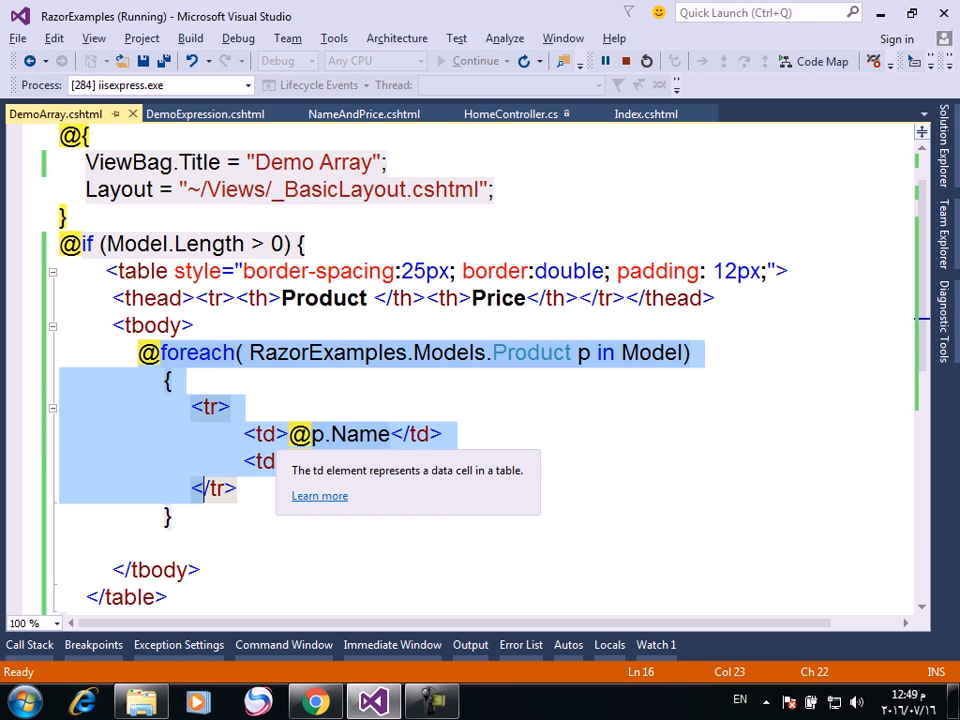 RazorExamples (Running) - Microsoft Visual Studio
Quick Launch (Ctrl+Q)
File Edit View Project Build Debug Team Tools Architecture Test Analyze Window Help Sign in
Debug Any CPU Continue Code Map
Process: [284] iisexpress.exe Lifecycle Events Thread:
DemoArray.cshtml DemoExpression.cshtml NameAndPrice.cshtml HomeController.cs Index.cshtml
@{
ViewBag.Title = "Demo Array";
Layout = "~/Views/_BasicLayout.cshtml";
}
@if (Model.Length > 0) {
<table style="border-spacing:25px; border:double; padding: 12px;">
<thead><tr><th>Product </th><th>Price</th></tr></thead>
<tbody>
@foreach( RazorExamples.Models.Product p in Model)
{
<tr>
<td>@p.Name</td>
<td
The td element represents a data cell in a table.
Learn more
</tr>
}
</tbody>
</table>
Solution Explorer
Team Explorer
Diagnostic Tools
100 %
Call Stack Breakpoints Exception Settings Command Window Immediate Window Output Error List Autos Locals Watch 1
Ready Ln 16 Col 23 Ch 22 INS
EN
م 12:49
٢٠١٦/٠٧/١٦